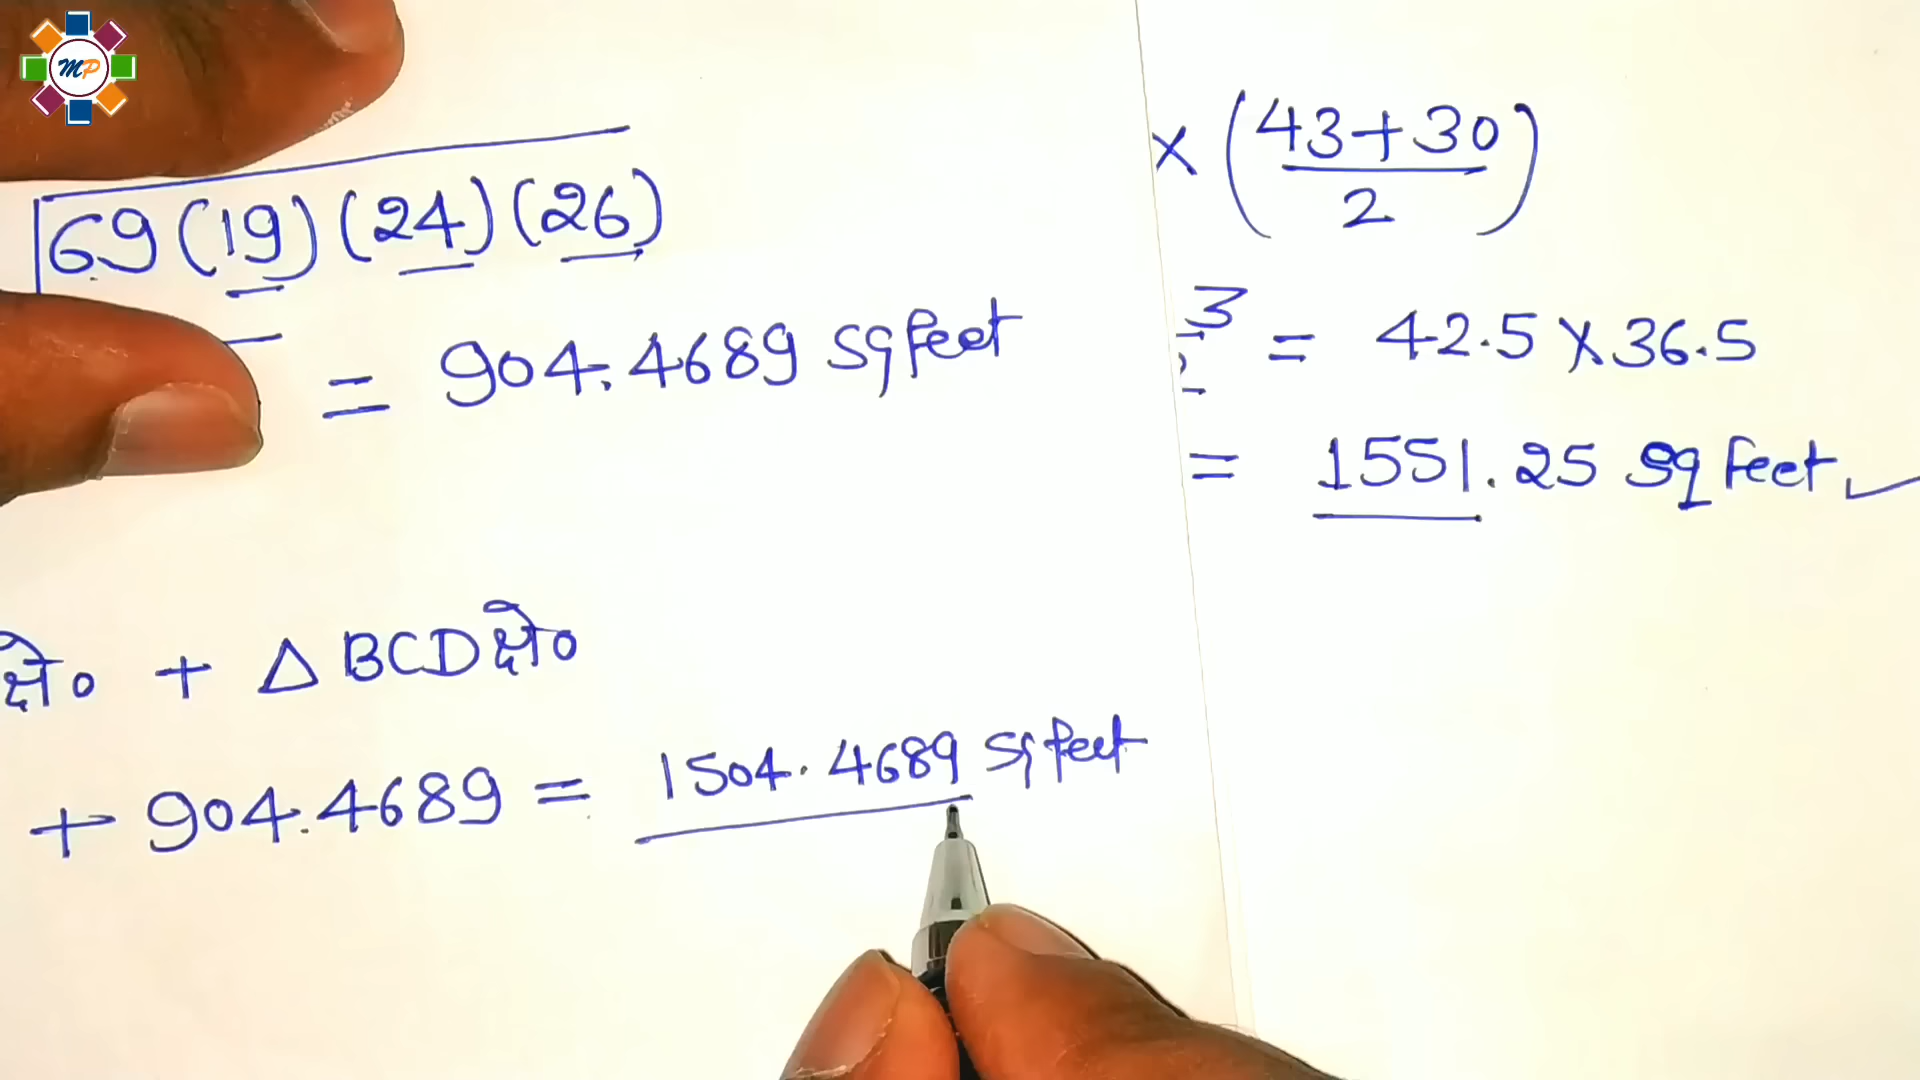 MP
√69(19)(24)(26)
= 904.4689 sq feet
क्षे० + △ BCD क्षे०
+ 904.4689 = 1504.4689 sq feet
× (43+30/2)
3 = 42.5 × 36.5
= 1551.25 sq feet ✓